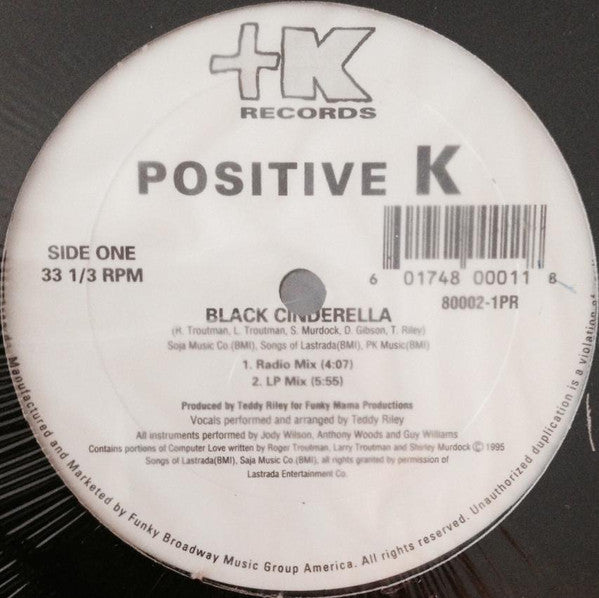 +K
RECORDS
POSITIVE K
SIDE ONE
33 1/3 RPM
6 01748 00011 8
80002-1PR
BLACK CINDERELLA
(R. Troutman, L. Troutman, S. Murdock, D. Gibson, T. Riley)
Soja Music Co.(BMI), Songs of Lastrada(BMI), PK Music(BMI)
1. Radio Mix (4:07)
2. LP Mix (5:55)
Produced by Teddy Riley for Funky Mama Productions
Vocals performed and arranged by Teddy Riley
All instruments performed by Jody Wilson, Anthony Woods and Guy Williams
Contains portions of Computer Love written by Roger Troutman, Larry Troutman and Shirley Murdock © 1995
Songs of Lastrada(BMI), Saja Music Co.(BMI), all rights granted by permission of
Lastrada Entertainment Co.
Manufactured and Marketed by Funky Broadway Music Group America. All rights reserved. Unauthorized duplication is a violation of